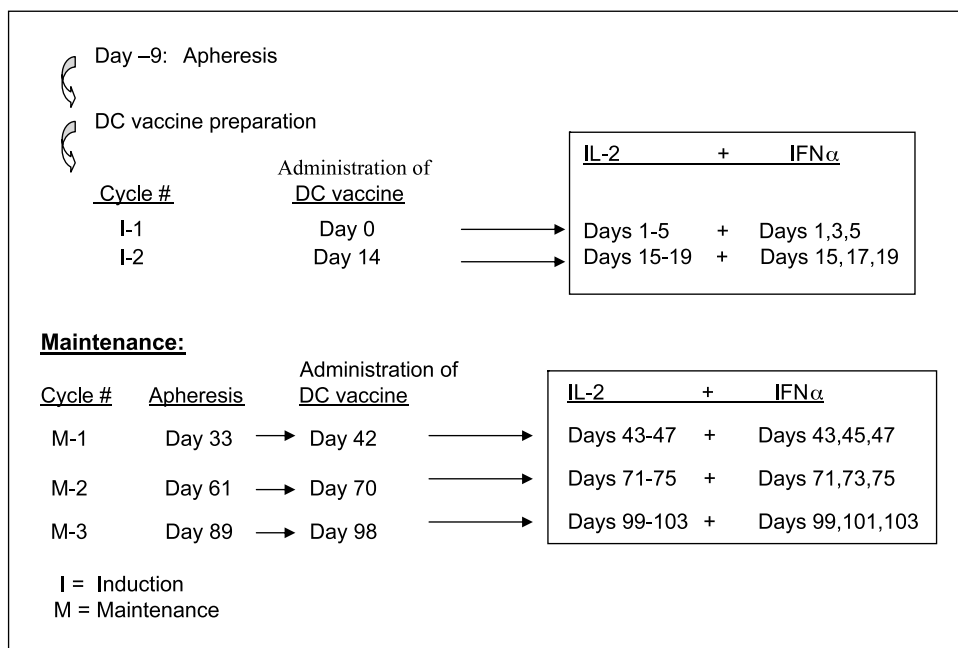 Day –9: Apheresis
DC vaccine preparation
Administration of
Cycle # DC vaccine
IL-2 + IFNα
I-1 Day 0 Days 1-5 + Days 1,3,5
I-2 Day 14 Days 15-19 + Days 15,17,19
Maintenance:
Administration of
Cycle # Apheresis DC vaccine IL-2 + IFNα
M-1 Day 33 Day 42 Days 43-47 + Days 43,45,47
M-2 Day 61 Day 70 Days 71-75 + Days 71,73,75
M-3 Day 89 Day 98 Days 99-103 + Days 99,101,103
I = Induction
M = Maintenance